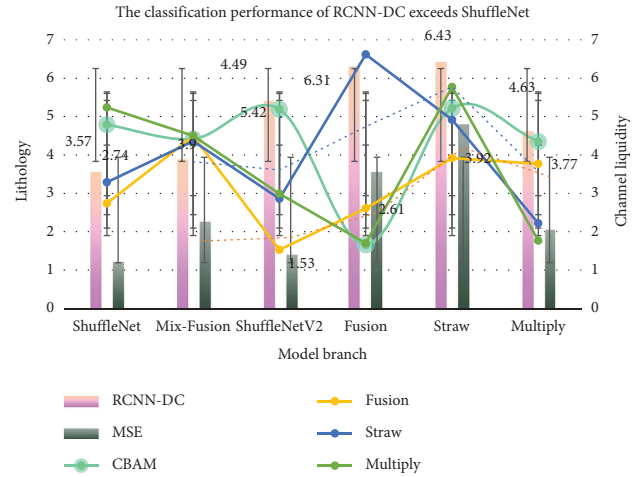 The classification performance of RCNN-DC exceeds ShuffleNet
6.43
7 7
4.49 6.31 4.63
6 6
5 5.42 5
3.57 2.74 3.9 3.92 3.77
4 4
3 3
2.61
2 2
1.53
1 1
0 0
Lithology
Channel liquidity
ShuffleNet Mix-Fusion ShuffleNetV2 Fusion Straw Multiply
Model branch
RCNN-DC Fusion
MSE Straw
CBAM Multiply